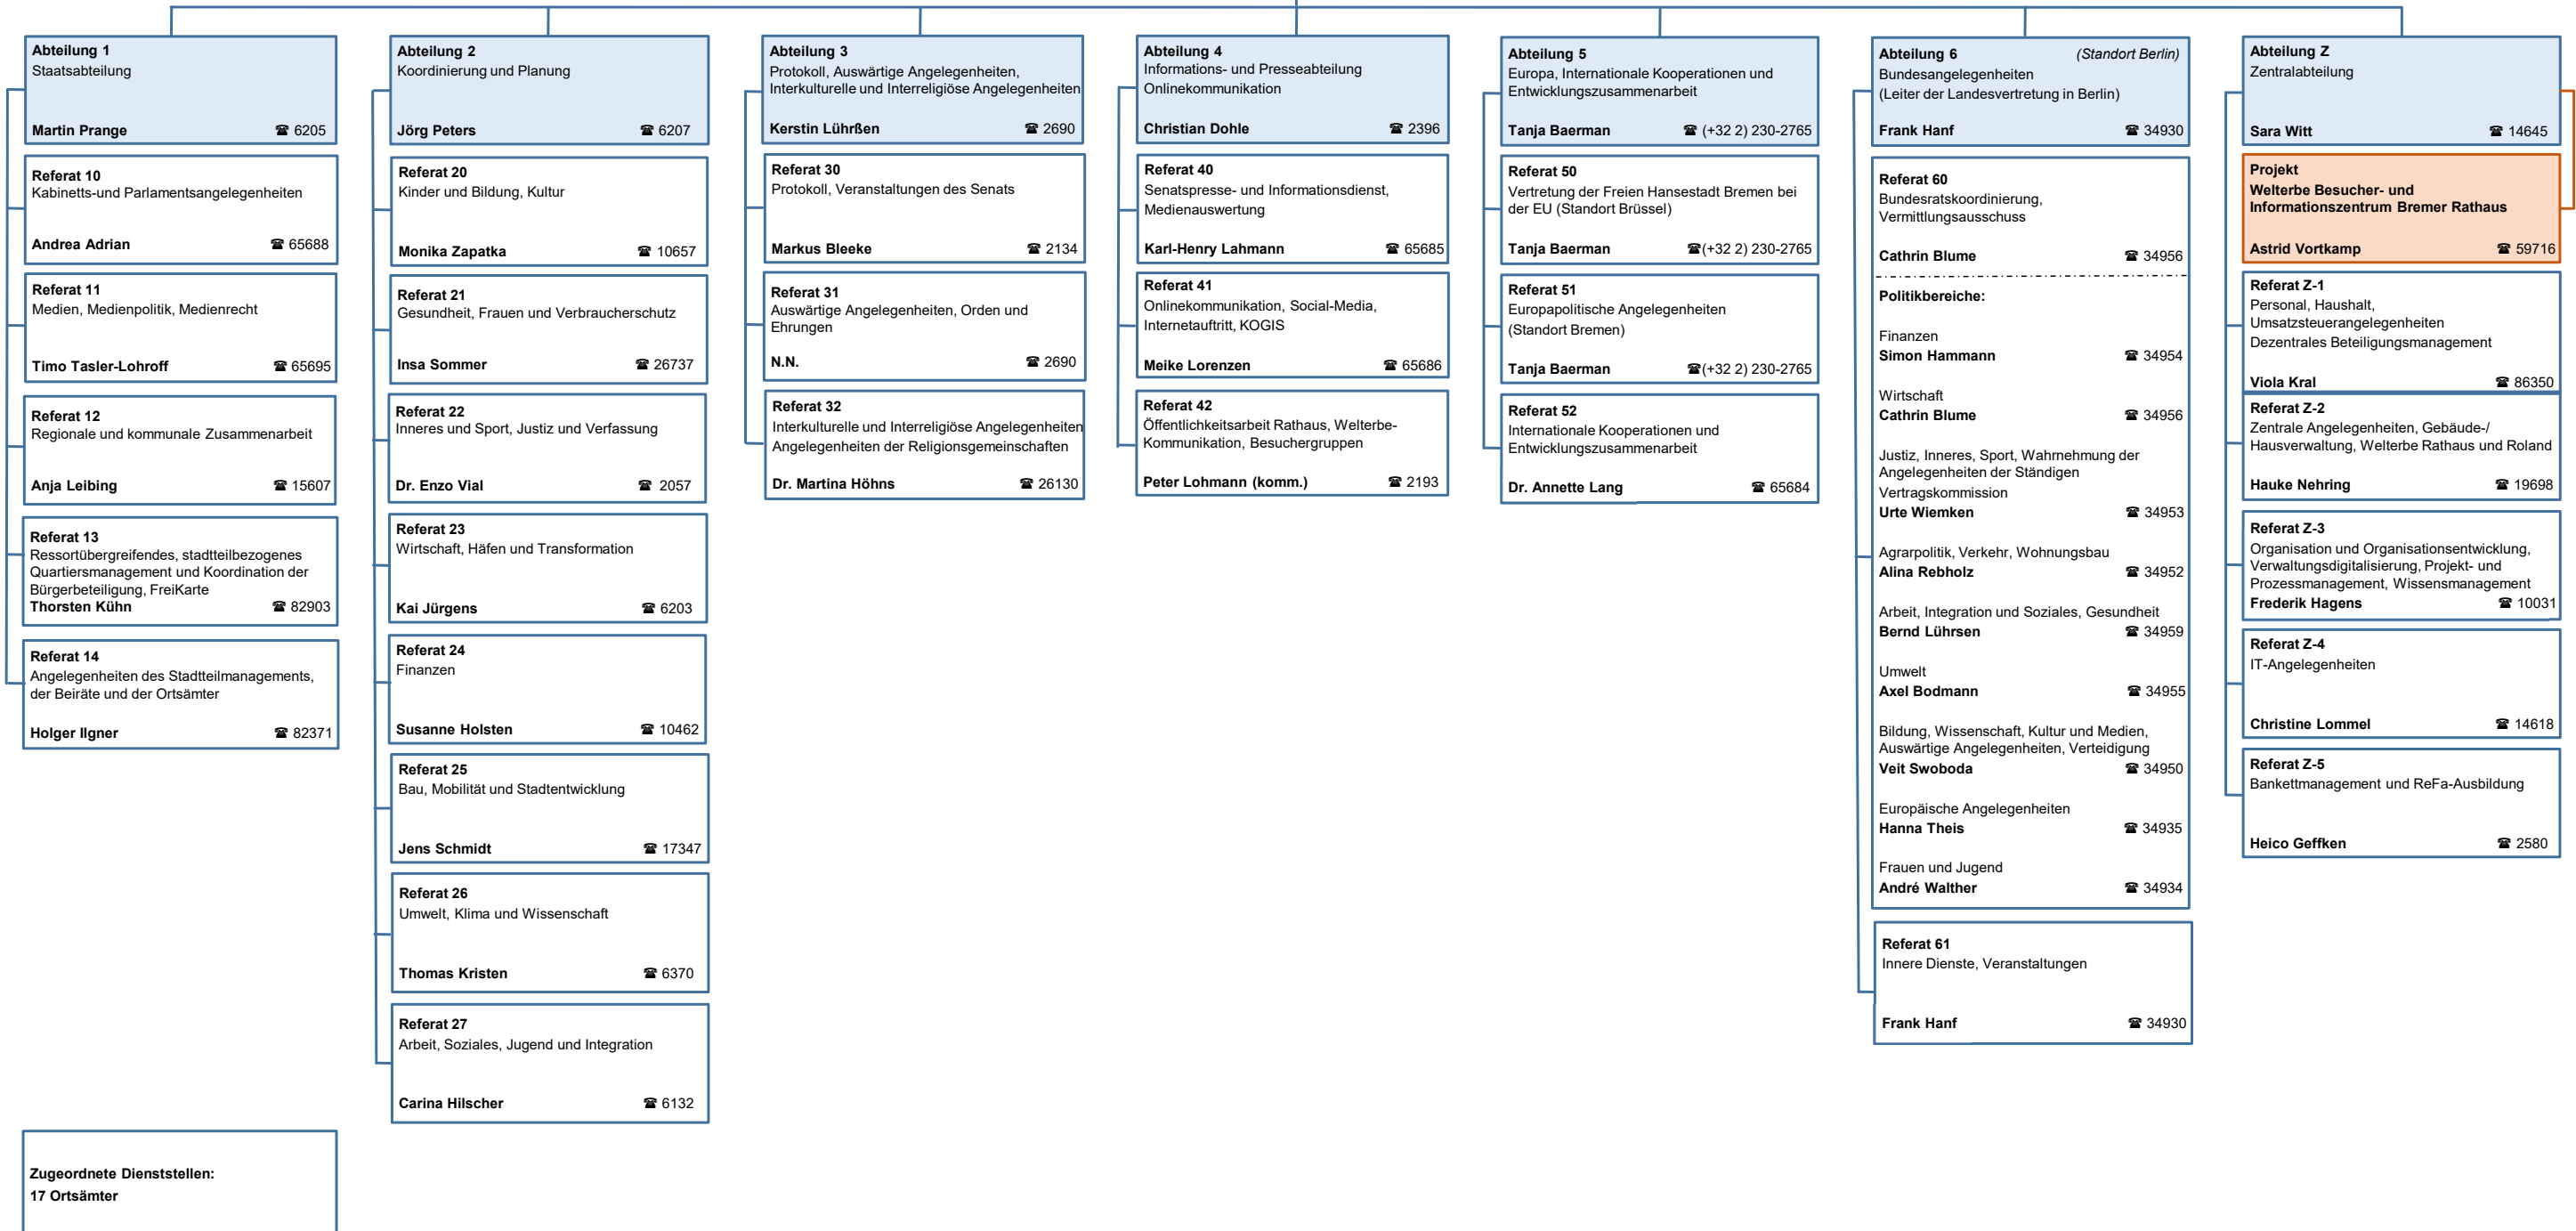 Abteilung 1
Staatsabteilung
Martin Prange ☎ 6205
Referat 10
Kabinetts-und Parlamentsangelegenheiten
Andrea Adrian ☎ 65688
Referat 11
Medien, Medienpolitik, Medienrecht
Timo Tasler-Lohroff ☎ 65695
Referat 12
Regionale und kommunale Zusammenarbeit
Anja Leibing ☎ 15607
Referat 13
Ressortübergreifendes, stadtteilbezogenes
Quartiersmanagement und Koordination der
Bürgerbeteiligung, FreiKarte
Thorsten Kühn ☎ 82903
Referat 14
Angelegenheiten des Stadtteilmanagements,
der Beiräte und der Ortsämter
Holger Ilgner ☎ 82371
Zugeordnete Dienststellen:
17 Ortsämter
Abteilung 2
Koordinierung und Planung
Jörg Peters ☎ 6207
Referat 20
Kinder und Bildung, Kultur
Monika Zapatka ☎ 10657
Referat 21
Gesundheit, Frauen und Verbraucherschutz
Insa Sommer ☎ 26737
Referat 22
Inneres und Sport, Justiz und Verfassung
Dr. Enzo Vial ☎ 2057
Referat 23
Wirtschaft, Häfen und Transformation
Kai Jürgens ☎ 6203
Referat 24
Finanzen
Susanne Holsten ☎ 10462
Referat 25
Bau, Mobilität und Stadtentwicklung
Jens Schmidt ☎ 17347
Referat 26
Umwelt, Klima und Wissenschaft
Thomas Kristen ☎ 6370
Referat 27
Arbeit, Soziales, Jugend und Integration
Carina Hilscher ☎ 6132
Abteilung 3
Protokoll, Auswärtige Angelegenheiten,
Interkulturelle und Interreligiöse Angelegenheiten
Kerstin Lührßen ☎ 2690
Referat 30
Protokoll, Veranstaltungen des Senats
Markus Bleeke ☎ 2134
Referat 31
Auswärtige Angelegenheiten, Orden und
Ehrungen
N.N. ☎ 2690
Referat 32
Interkulturelle und Interreligiöse Angelegenheiten
Angelegenheiten der Religionsgemeinschaften
Dr. Martina Höhns ☎ 26130
Abteilung 4
Informations- und Presseabteilung
Onlinekommunikation
Christian Dohle ☎ 2396
Referat 40
Senatspresse- und Informationsdienst,
Medienauswertung
Karl-Henry Lahmann ☎ 65685
Referat 41
Onlinekommunikation, Social-Media,
Internetauftritt, KOGIS
Meike Lorenzen ☎ 65686
Referat 42
Öffentlichkeitsarbeit Rathaus, Welterbe-
Kommunikation, Besuchergruppen
Peter Lohmann (komm.) ☎ 2193
Abteilung 5
Europa, Internationale Kooperationen und
Entwicklungszusammenarbeit
Tanja Baerman ☎ (+32 2) 230-2765
Referat 50
Vertretung der Freien Hansestadt Bremen bei
der EU (Standort Brüssel)
Tanja Baerman ☎(+32 2) 230-2765
Referat 51
Europapolitische Angelegenheiten
(Standort Bremen)
Tanja Baerman ☎(+32 2) 230-2765
Referat 52
Internationale Kooperationen und
Entwicklungszusammenarbeit
Dr. Annette Lang ☎ 65684
Abteilung 6 (Standort Berlin)
Bundesangelegenheiten
(Leiter der Landesvertretung in Berlin)
Frank Hanf ☎ 34930
Referat 60
Bundesratskoordinierung,
Vermittlungsausschuss
Cathrin Blume ☎ 34956
Politikbereiche:
Finanzen
Simon Hammann ☎ 34954
Wirtschaft
Cathrin Blume ☎ 34956
Justiz, Inneres, Sport, Wahrnehmung der
Angelegenheiten der Ständigen
Vertragskommission
Urte Wiemken ☎ 34953
Agrarpolitik, Verkehr, Wohnungsbau
Alina Rebholz ☎ 34952
Arbeit, Integration und Soziales, Gesundheit
Bernd Lührsen ☎ 34959
Umwelt
Axel Bodmann ☎ 34955
Bildung, Wissenschaft, Kultur und Medien,
Auswärtige Angelegenheiten, Verteidigung
Veit Swoboda ☎ 34950
Europäische Angelegenheiten
Hanna Theis ☎ 34935
Frauen und Jugend
André Walther ☎ 34934
Referat 61
Innere Dienste, Veranstaltungen
Frank Hanf ☎ 34930
Abteilung Z
Zentralabteilung
Sara Witt ☎ 14645
Projekt
Welterbe Besucher- und
Informationszentrum Bremer Rathaus
Astrid Vortkamp ☎ 59716
Referat Z-1
Personal, Haushalt,
Umsatzsteuerangelegenheiten
Dezentrales Beteiligungsmanagement
Viola Kral ☎ 86350
Referat Z-2
Zentrale Angelegenheiten, Gebäude-/
Hausverwaltung, Welterbe Rathaus und Roland
Hauke Nehring ☎ 19698
Referat Z-3
Organisation und Organisationsentwicklung,
Verwaltungsdigitalisierung, Projekt- und
Prozessmanagement, Wissensmanagement
Frederik Hagens ☎ 10031
Referat Z-4
IT-Angelegenheiten
Christine Lommel ☎ 14618
Referat Z-5
Bankettmanagement und ReFa-Ausbildung
Heico Geffken ☎ 2580